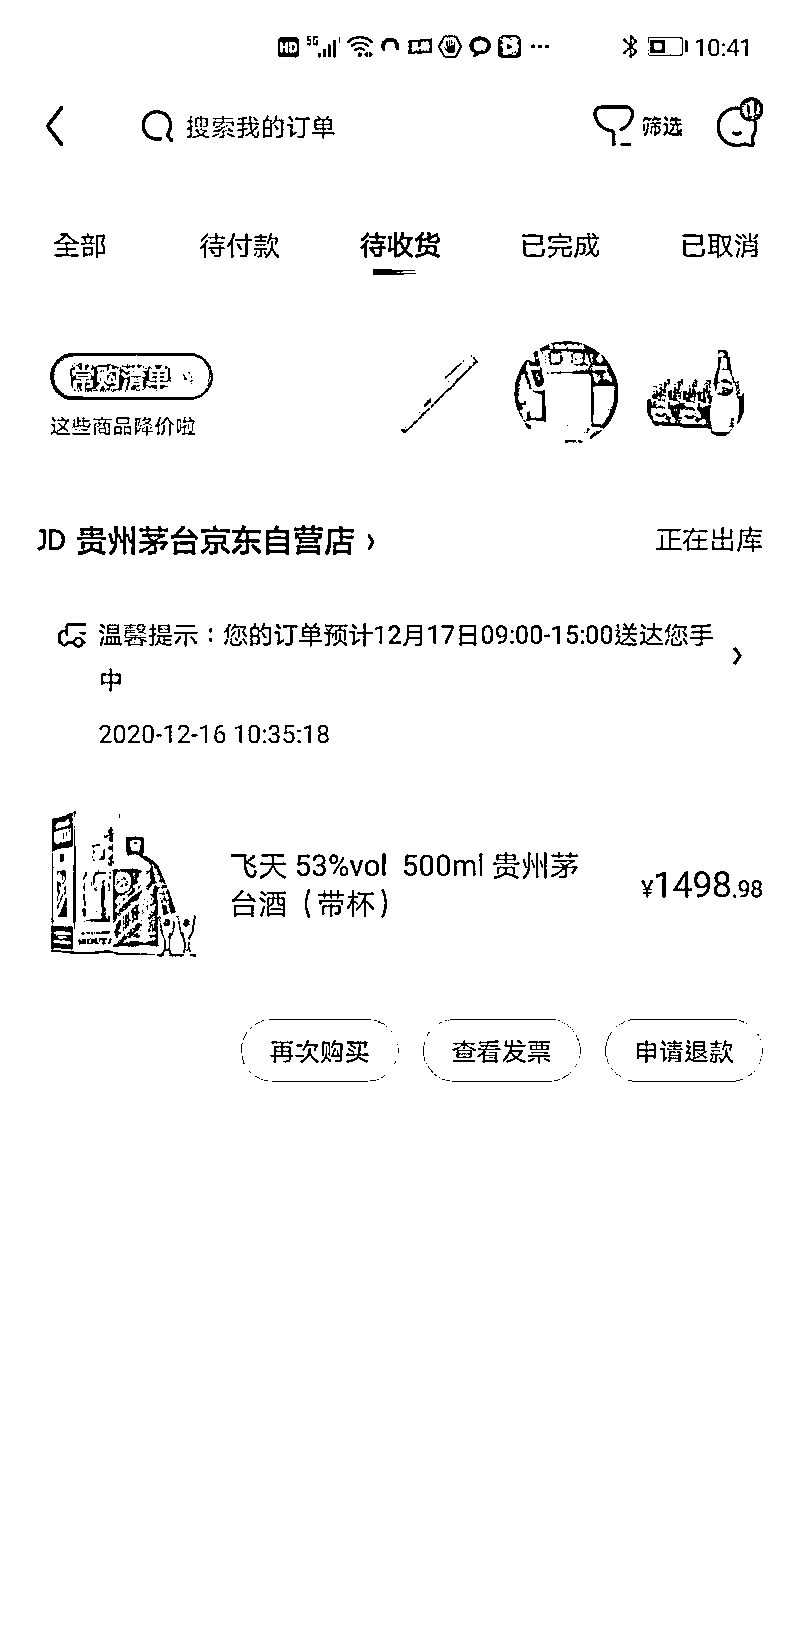 HD 5G 10:41
搜索我的订单 筛选
全部 待付款 待收货 已完成 已取消
常购清单
这些商品降价啦
JD 贵州茅台京东自营店 › 正在出库
温馨提示：您的订单预计12月17日09:00-15:00送达您手
中
2020-12-16 10:35:18
飞天 53%vol 500ml 贵州茅
台酒（带杯）
¥1498.98
再次购买 查看发票 申请退款